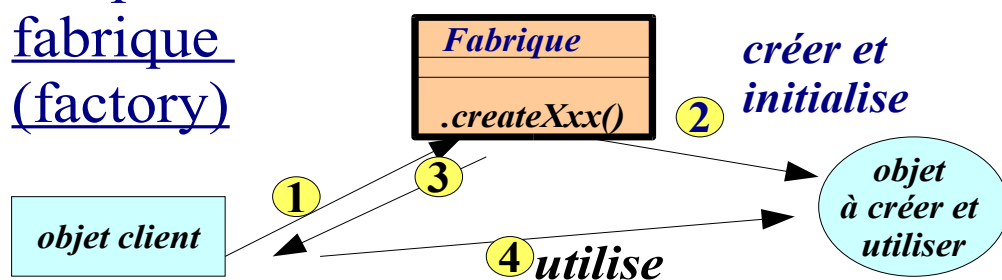 fabrique
(factory)
Fabrique
.createXxx()
créer et
initialise
2
1
3
objet client
objet
à créer et
utiliser
4 utilise